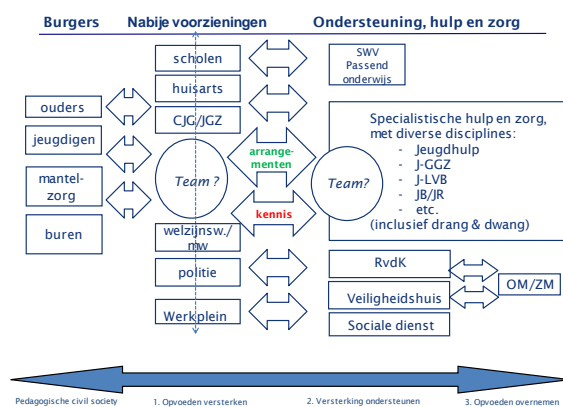 Burgers
Nabije voorzieningen
Ondersteuning, hulp en zorg
ouders
jeugdigen
mantel-
zorg
buren
scholen
huisarts
CJG/JGZ
Team ?
welzijnsw./
mw
politie
Werkplein
arrange-
menten
kennis
SWV
Passend
onderwijs
Specialistische hulp en zorg,
met diverse disciplines:
- Jeugdhulp
- J-GGZ
- J-LVB
- JB/JR
- etc.
(inclusief drang & dwang)
Team?
RvdK
Veiligheidshuis
Sociale dienst
OM/ZM
Pedagogische civil society
1. Opvoeden versterken
2. Versterking ondersteunen
3. Opvoeden overnemen